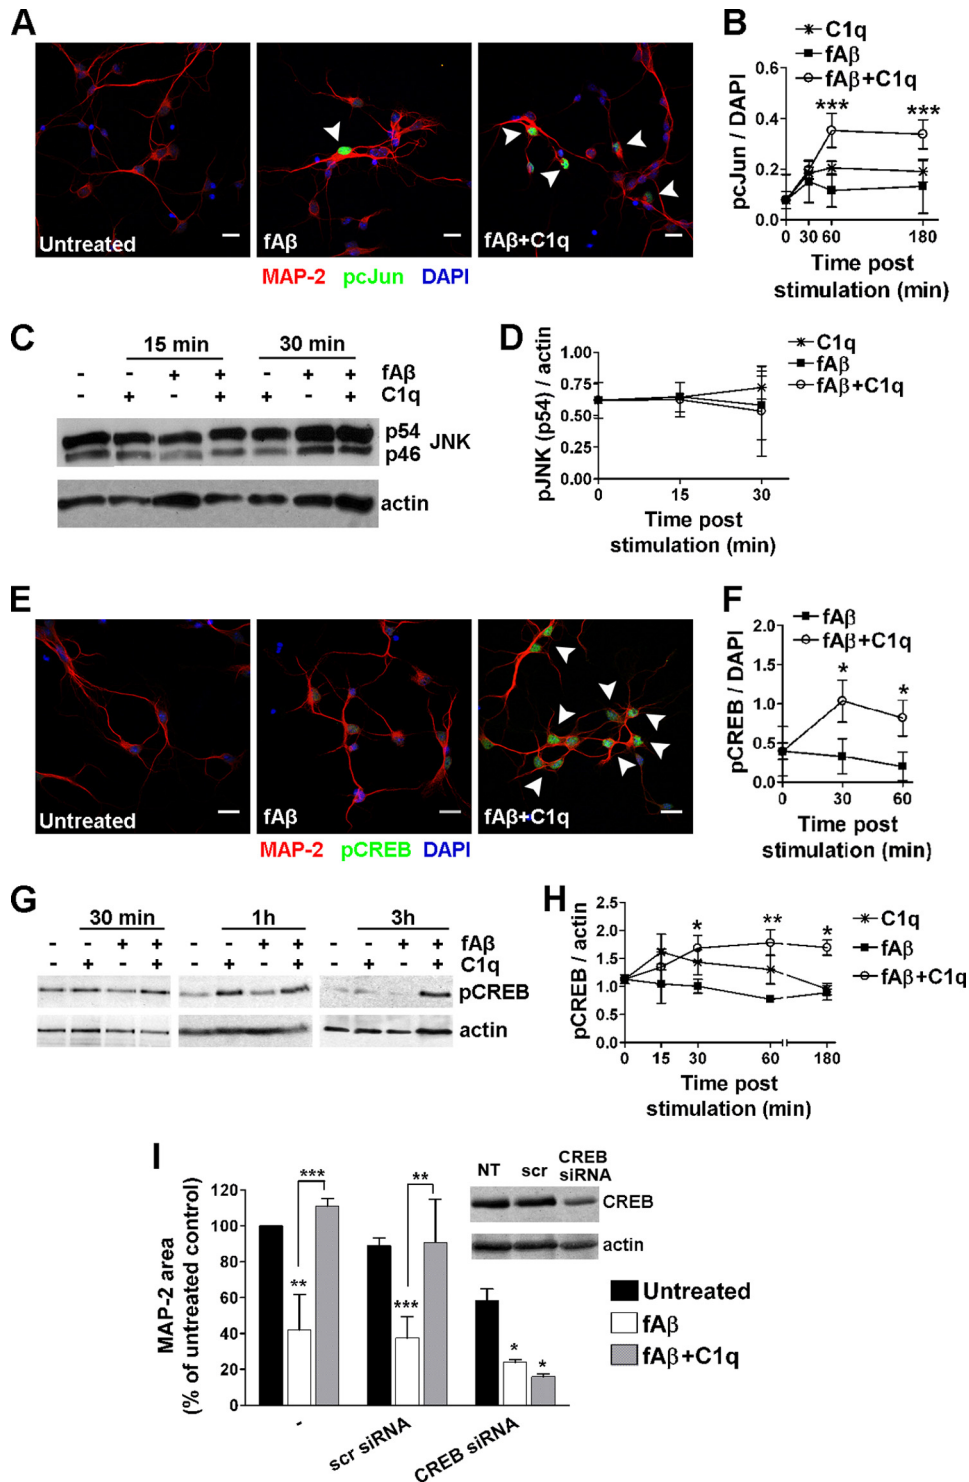 A
Untreated
fAβ
fAβ+C1q
MAP-2 pcJun DAPI
B
C1q
fAβ
fAβ+C1q
pcJun / DAPI
0.6
0.4
0.2
0.0
*** ***
0 30 60 180
Time post
stimulation (min)
C
15 min 30 min
- - + + - + + fAβ
- + - + + - + C1q
p54
p46
JNK
actin
D
C1q
fAβ
fAβ+C1q
pJNK (p54) / actin
1.00
0.75
0.50
0.25
0.00
0 15 30
Time post
stimulation (min)
E
Untreated
fAβ
fAβ+C1q
MAP-2 pCREB DAPI
F
fAβ
fAβ+C1q
pCREB / DAPI
2.0
1.5
1.0
0.5
0.0
* *
0 30 60
Time post
stimulation (min)
G
30 min 1h 3h
- - + + - - + + - - + + fAβ
- + - + - + - + - + - + C1q
pCREB
actin
H
C1q
fAβ
fAβ+C1q
pCREB / actin
2.5
2.0
1.5
1.0
0.5
0.0
* ** *
0 15 30 60 180
Time post
stimulation (min)
I
NT scr CREB
siRNA
CREB
actin
MAP-2 area
(% of untreated control)
120
100
80
60
40
20
0
*** **
** *** * *
- scr siRNA CREB siRNA
Untreated
fAβ
fAβ+C1q